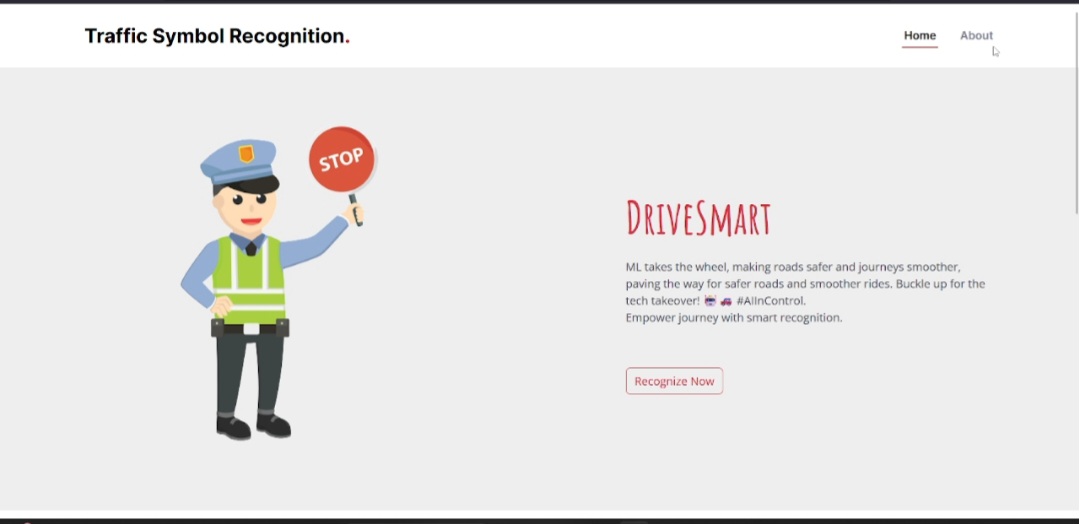 Traffic Symbol Recognition.
Home About
STOP
DriveSmart
ML takes the wheel, making roads safer and journeys smoother,
paving the way for safer roads and smoother rides. Buckle up for the
tech takeover! 🤖 🚗 #AIInControl.
Empower journey with smart recognition.
Recognize Now